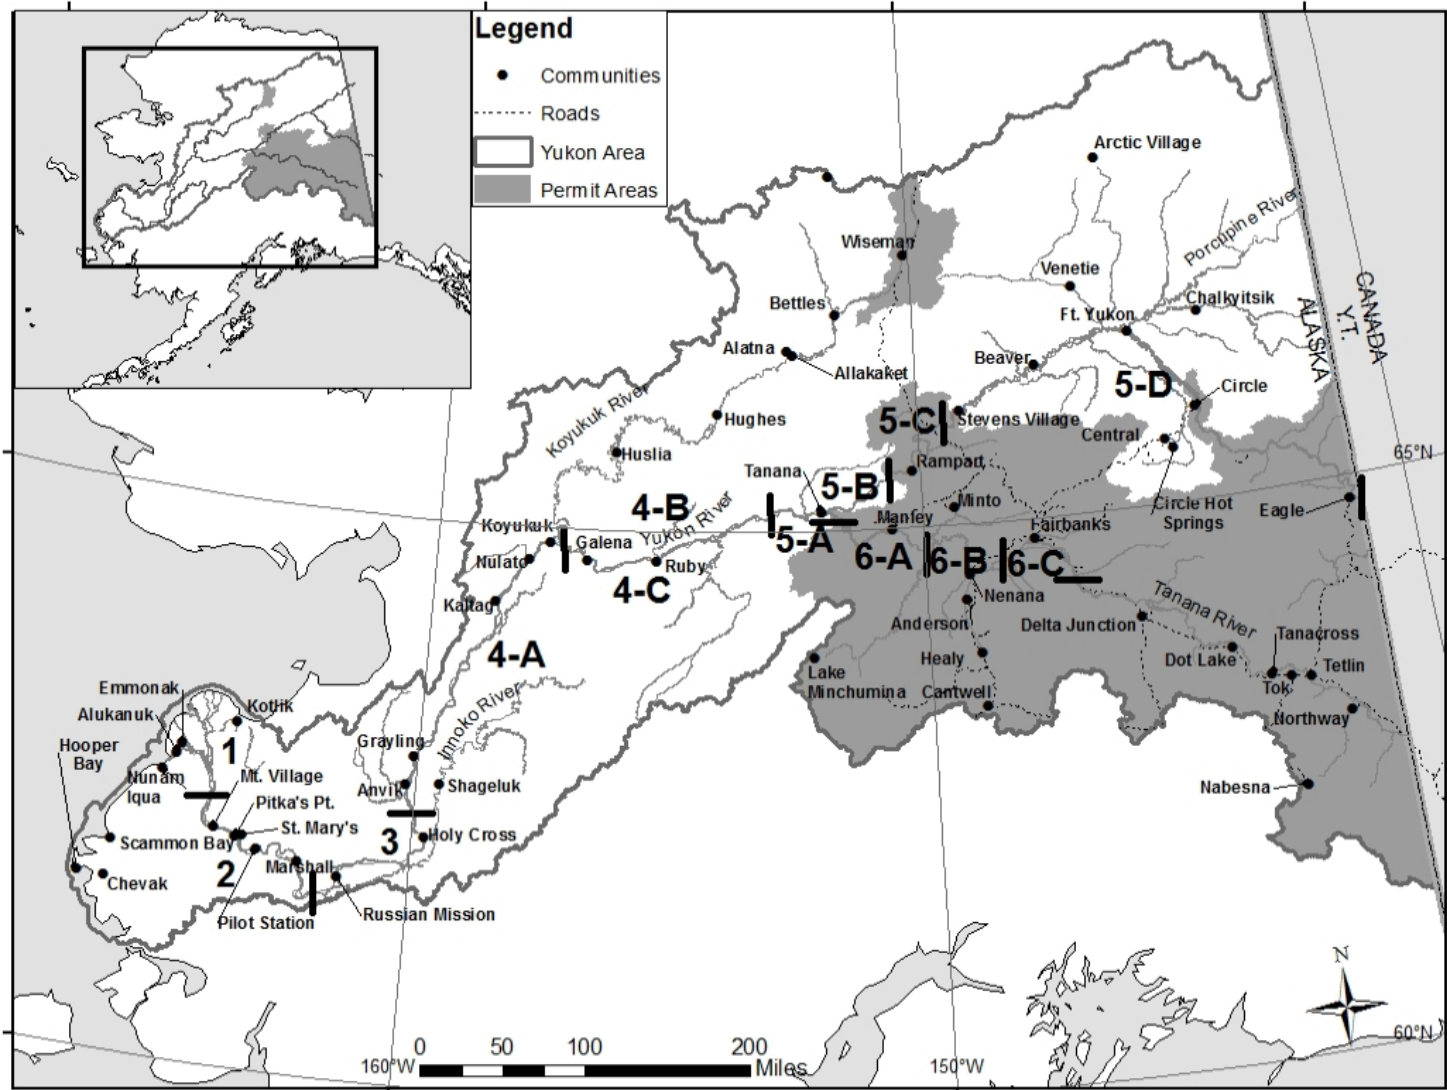 Legend
Communities
Roads
Yukon Area
Permit Areas
Arctic Village
Porcupine River
Wiseman
Venetie
Bettles
Chalkyitsik
Ft. Yukon
CANADA
Y.T.
ALASKA
Alatna
Allakaket
Beaver
5-D
Circle
Koyukuk River
Hughes
5-C
Stevens Village
Central
Huslia
65°N
Rampart
Tanana
5-B
4-B
Minto
Yukon River
Manley
Circle Hot
Springs
Eagle
Koyukuk
Fairbanks
5-A
Galena
6-A
6-B
6-C
Nulato
Ruby
4-C
Nenana
Kaltag
Tanana River
Anderson
Delta Junction
Tanacross
4-A
Healy
Dot Lake
Tetlin
Lake
Minchumina
Cantwell
Tok
Innoko River
Emmonak
Kotlik
Northway
Alukanuk
Hooper
Bay
Grayling
1
Nunam
Iqua
Mt. Village
Anvik
Shageluk
Nabesna
Pitka's Pt.
St. Mary's
Scammon Bay
3
Holy Cross
2
Marshall
Chevak
Pilot Station
Russian Mission
N
60°N
0
50
100
200
Miles
160°W
150°W